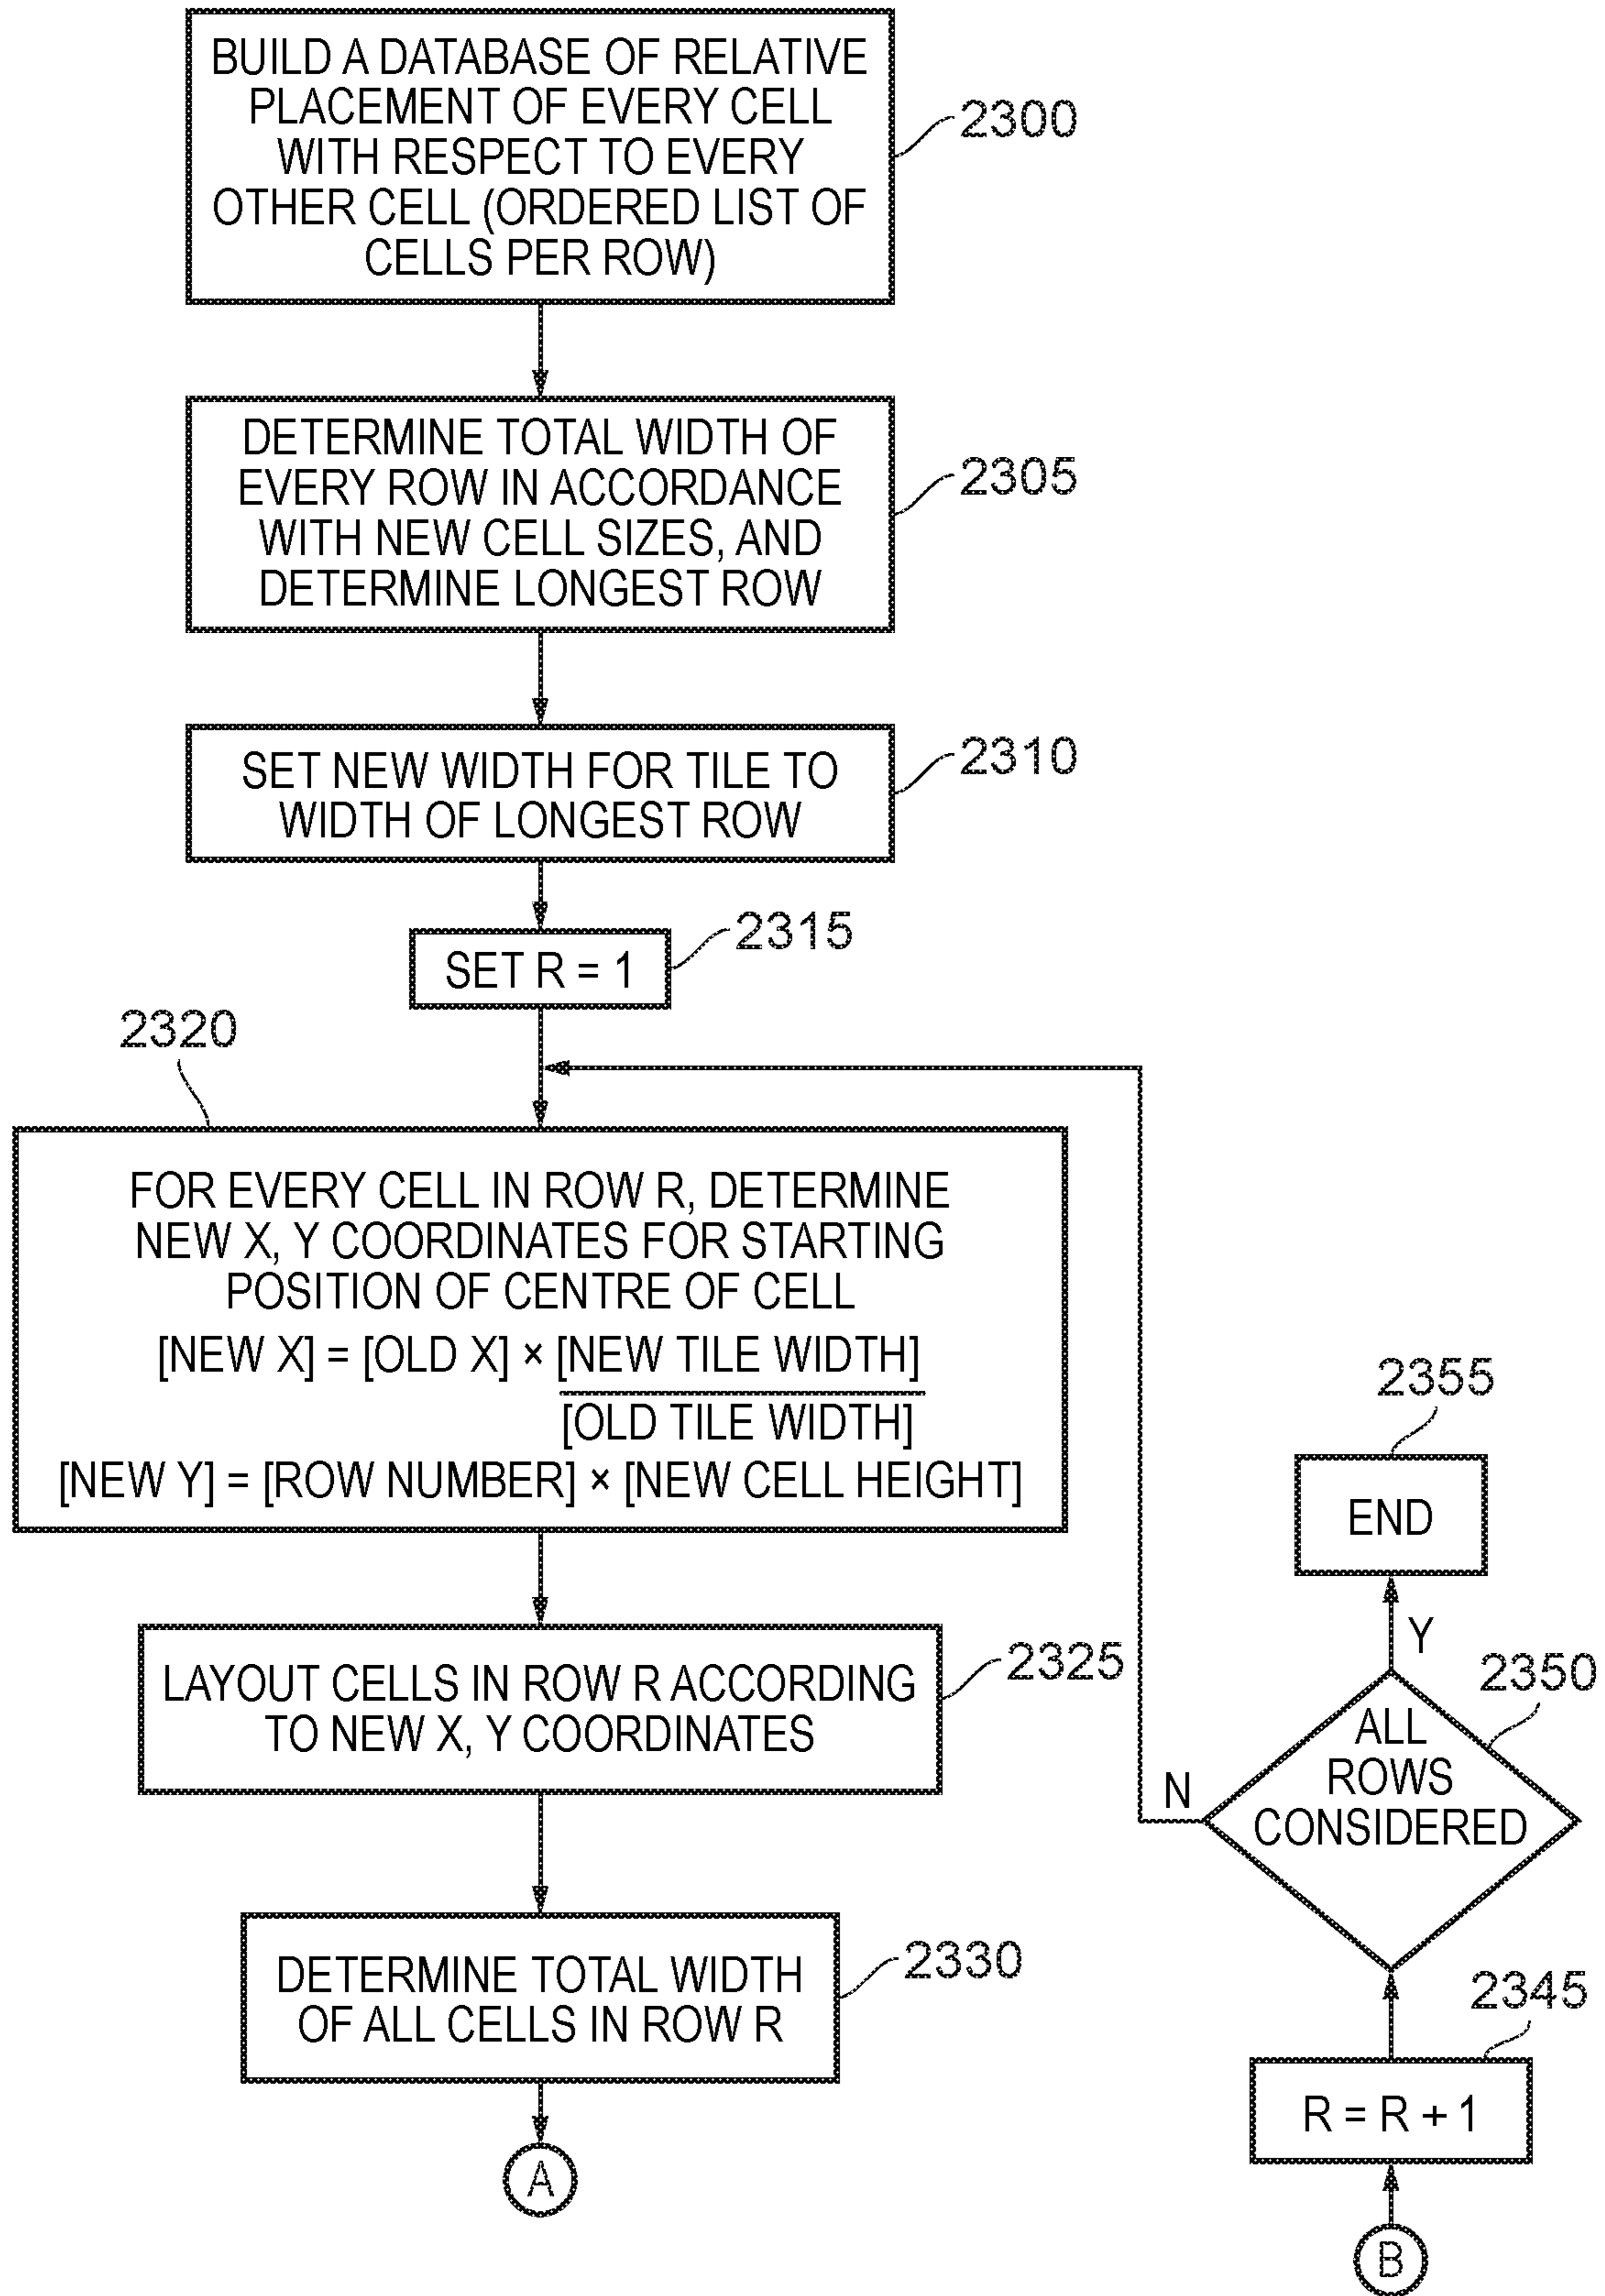 BUILD A DATABASE OF RELATIVE
PLACEMENT OF EVERY CELL
WITH RESPECT TO EVERY
OTHER CELL (ORDERED LIST OF
CELLS PER ROW)
2300
DETERMINE TOTAL WIDTH OF
EVERY ROW IN ACCORDANCE
WITH NEW CELL SIZES, AND
DETERMINE LONGEST ROW
2305
SET NEW WIDTH FOR TILE TO
WIDTH OF LONGEST ROW
2310
SET R = 1
2315
2320
FOR EVERY CELL IN ROW R, DETERMINE
NEW X, Y COORDINATES FOR STARTING
POSITION OF CENTRE OF CELL
[NEW X] = [OLD X] × [NEW TILE WIDTH]
[OLD TILE WIDTH]
[NEW Y] = [ROW NUMBER] × [NEW CELL HEIGHT]
LAYOUT CELLS IN ROW R ACCORDING
TO NEW X, Y COORDINATES
2325
DETERMINE TOTAL WIDTH
OF ALL CELLS IN ROW R
2330
A
2355
END
Y
2350
ALL
ROWS
CONSIDERED
N
2345
R = R + 1
B